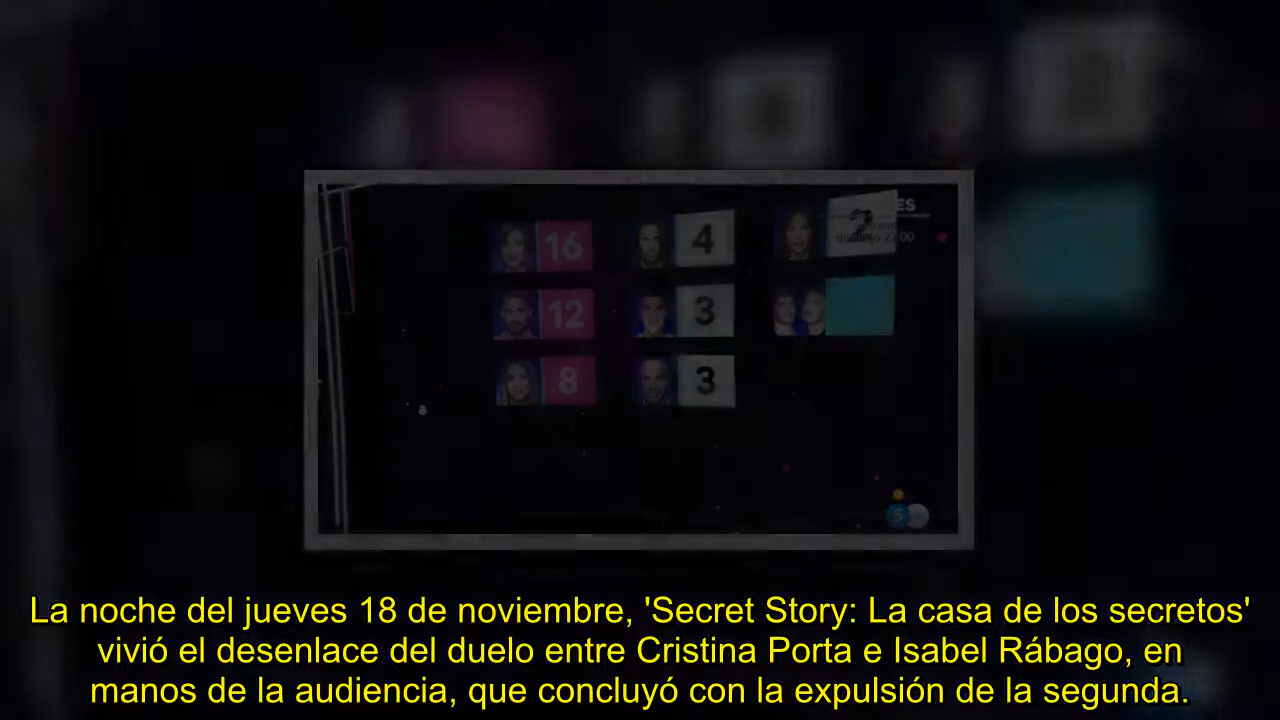 16
4
2
12
3
8
3
5
La noche del jueves 18 de noviembre, 'Secret Story: La casa de los secretos'
vivió el desenlace del duelo entre Cristina Porta e Isabel Rábago, en
manos de la audiencia, que concluyó con la expulsión de la segunda.